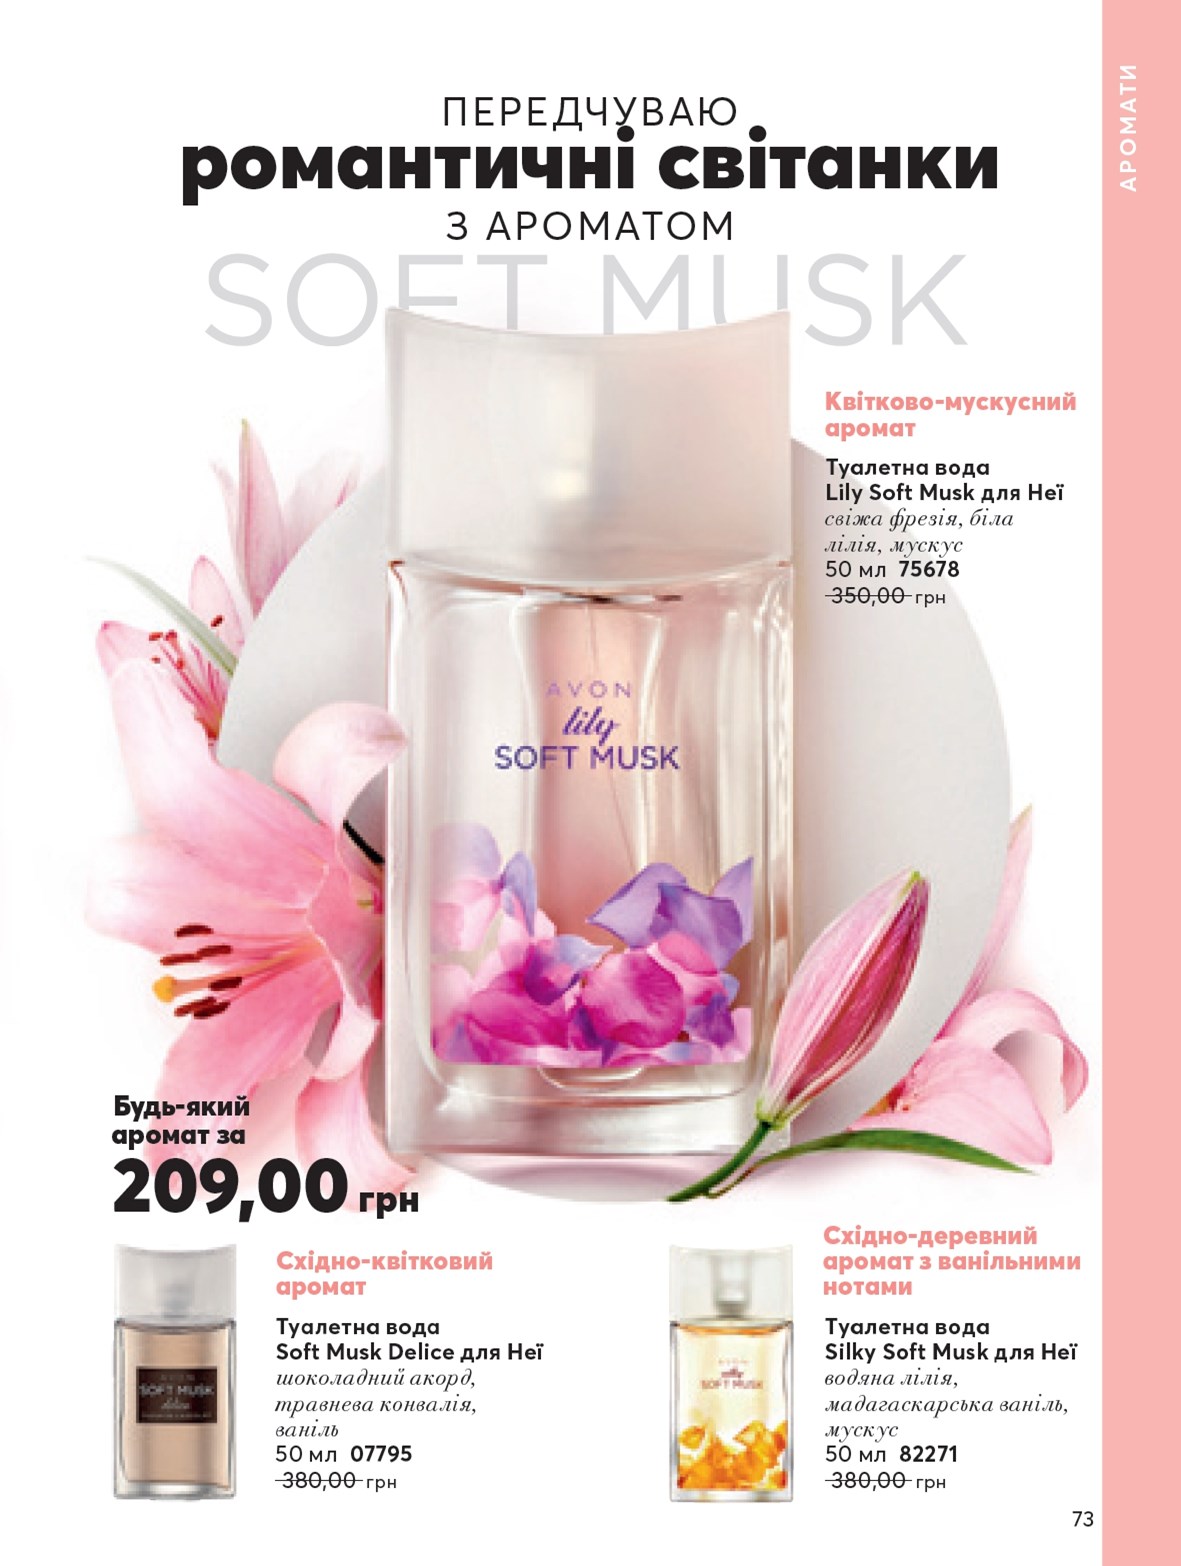 АРОМАТИ
ПЕРЕДЧУВАЮ
романтичні світанки
З АРОМАТОМ
SOFT MUSK
Квітково-мускусний
аромат
Туалетна вода
Lily Soft Musk для Неї
свіжа фрезія, біла
лілія, мускус
50 мл 75678
350,00 грн
AVON
lily
SOFT MUSK
Будь-який
аромат за
209,00 грн
Східно-квітковий
аромат
Туалетна вода
Soft Musk Delice для Неї
шоколадний акорд,
травнева конвалія,
ваніль
50 мл 07795
380,00 грн
AVON
SOFT MUSK
delice
Східно-деревний
аромат з ванільними
нотами
Туалетна вода
Silky Soft Musk для Неї
водяна лілія,
мадагаскарська ваніль,
мускус
50 мл 82271
380,00 грн
AVON
silky
SOFT MUSK
73